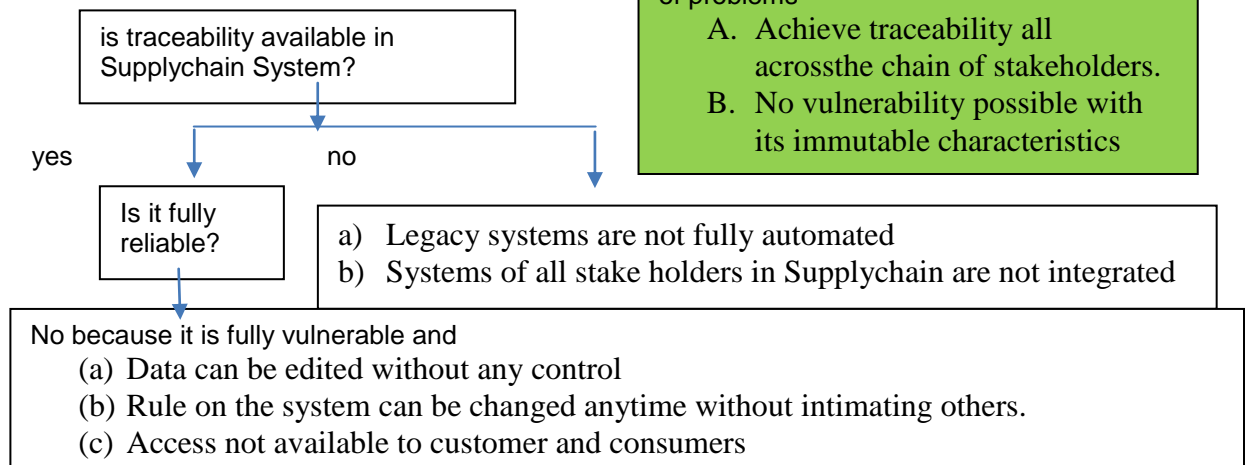 of problems
A. Achieve traceability all
acrossthe chain of stakeholders.
B. No vulnerability possible with
its immutable characteristics
is traceability available in
Supplychain System?
yes
no
Is it fully
reliable?
a) Legacy systems are not fully automated
b) Systems of all stake holders in Supplychain are not integrated
No because it is fully vulnerable and
(a) Data can be edited without any control
(b) Rule on the system can be changed anytime without intimating others.
(c) Access not available to customer and consumers